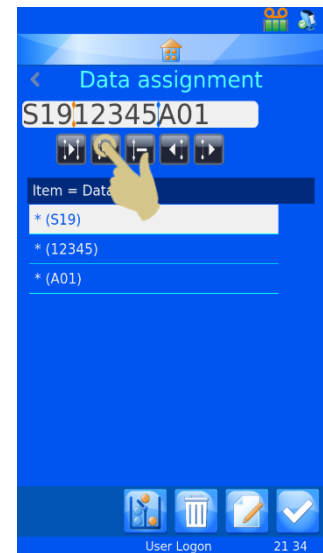 Data assignment
S1912345A01
Item = Data
* (S19)
* (12345)
* (A01)
User Logon 21 34